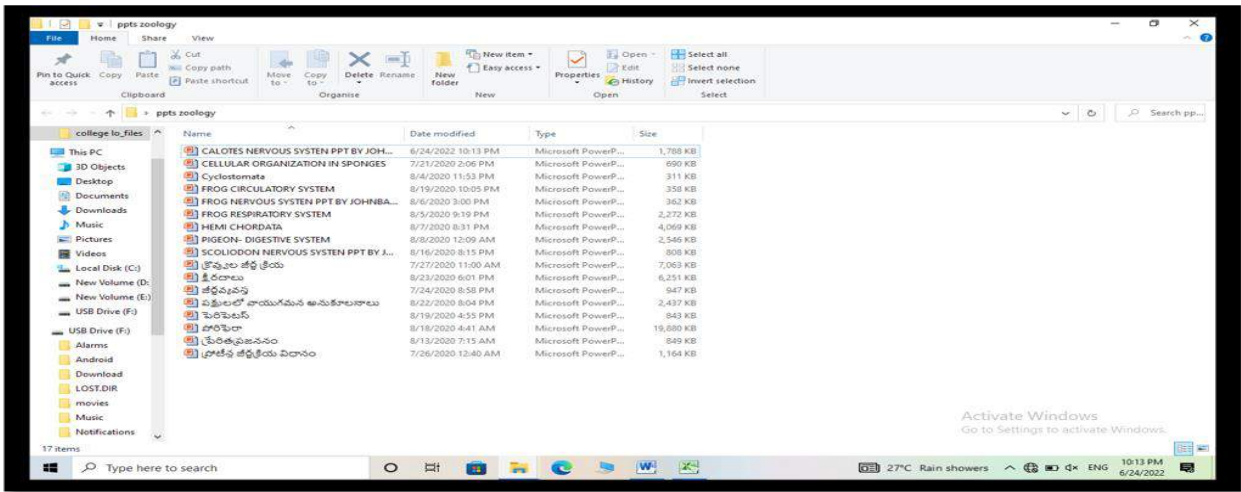 ppts zoology
File Home Share View
Cut
Copy path
Paste shortcut
Pin to Quick access
Copy
Paste
Move to
Copy to
Delete
Rename
New folder
New item
Easy access
Properties
Open
Edit
History
Select all
Select none
Invert selection
Clipboard Organise New Open Select
ppts zoology Search pp...
college lo_files
This PC
3D Objects
Desktop
Documents
Downloads
Music
Pictures
Videos
Local Disk (C:)
New Volume (D:
New Volume (E:)
USB Drive (F:)
USB Drive (F:)
Alarms
Android
Download
LOST.DIR
movies
Music
Notifications
Name Date modified Type Size
CALOTES NERVOUS SYSTEN PPT BY JOH... 6/24/2022 10:13 PM Microsoft PowerP... 1,788 KB
CELLULAR ORGANIZATION IN SPONGES 7/21/2020 2:06 PM Microsoft PowerP... 690 KB
Cyclostomata 8/4/2020 11:53 PM Microsoft PowerP... 311 KB
FROG CIRCULATORY SYSTEM 8/19/2020 10:05 PM Microsoft PowerP... 358 KB
FROG NERVOUS SYSTEN PPT BY JOHNBA... 8/6/2020 3:00 PM Microsoft PowerP... 362 KB
FROG RESPIRATORY SYSTEM 8/5/2020 9:19 PM Microsoft PowerP... 2,272 KB
HEMI CHORDATA 8/7/2020 8:31 PM Microsoft PowerP... 4,069 KB
PIGEON- DIGESTIVE SYSTEM 8/8/2020 12:09 AM Microsoft PowerP... 2,546 KB
SCOLIODON NERVOUS SYSTEN PPT BY J... 8/16/2020 8:15 PM Microsoft PowerP... 808 KB
క్రొవ్వుల జీర్ణ క్రియ 7/27/2020 11:00 AM Microsoft PowerP... 7,063 KB
క్షీరదాలు 8/23/2020 6:01 PM Microsoft PowerP... 6,251 KB
జీర్ణవ్యవస్థ 7/24/2020 8:58 PM Microsoft PowerP... 947 KB
పక్షులలో వాయుగమన అనుకూలనాలు 8/22/2020 8:04 PM Microsoft PowerP... 2,437 KB
పెరిపెటస్ 8/19/2020 4:55 PM Microsoft PowerP... 843 KB
పొరిఫెరా 8/18/2020 4:41 AM Microsoft PowerP... 19,880 KB
8/13/2020 7:15 AM Microsoft PowerP... 849 KB
ప్రోటీన్ల జీర్ణక్రియ విధానం 7/26/2020 12:40 AM Microsoft PowerP... 1,164 KB
Activate Windows
Go to Settings to activate Windows.
17 items
Type here to search 27°C Rain showers ENG 10:13 PM
6/24/2022